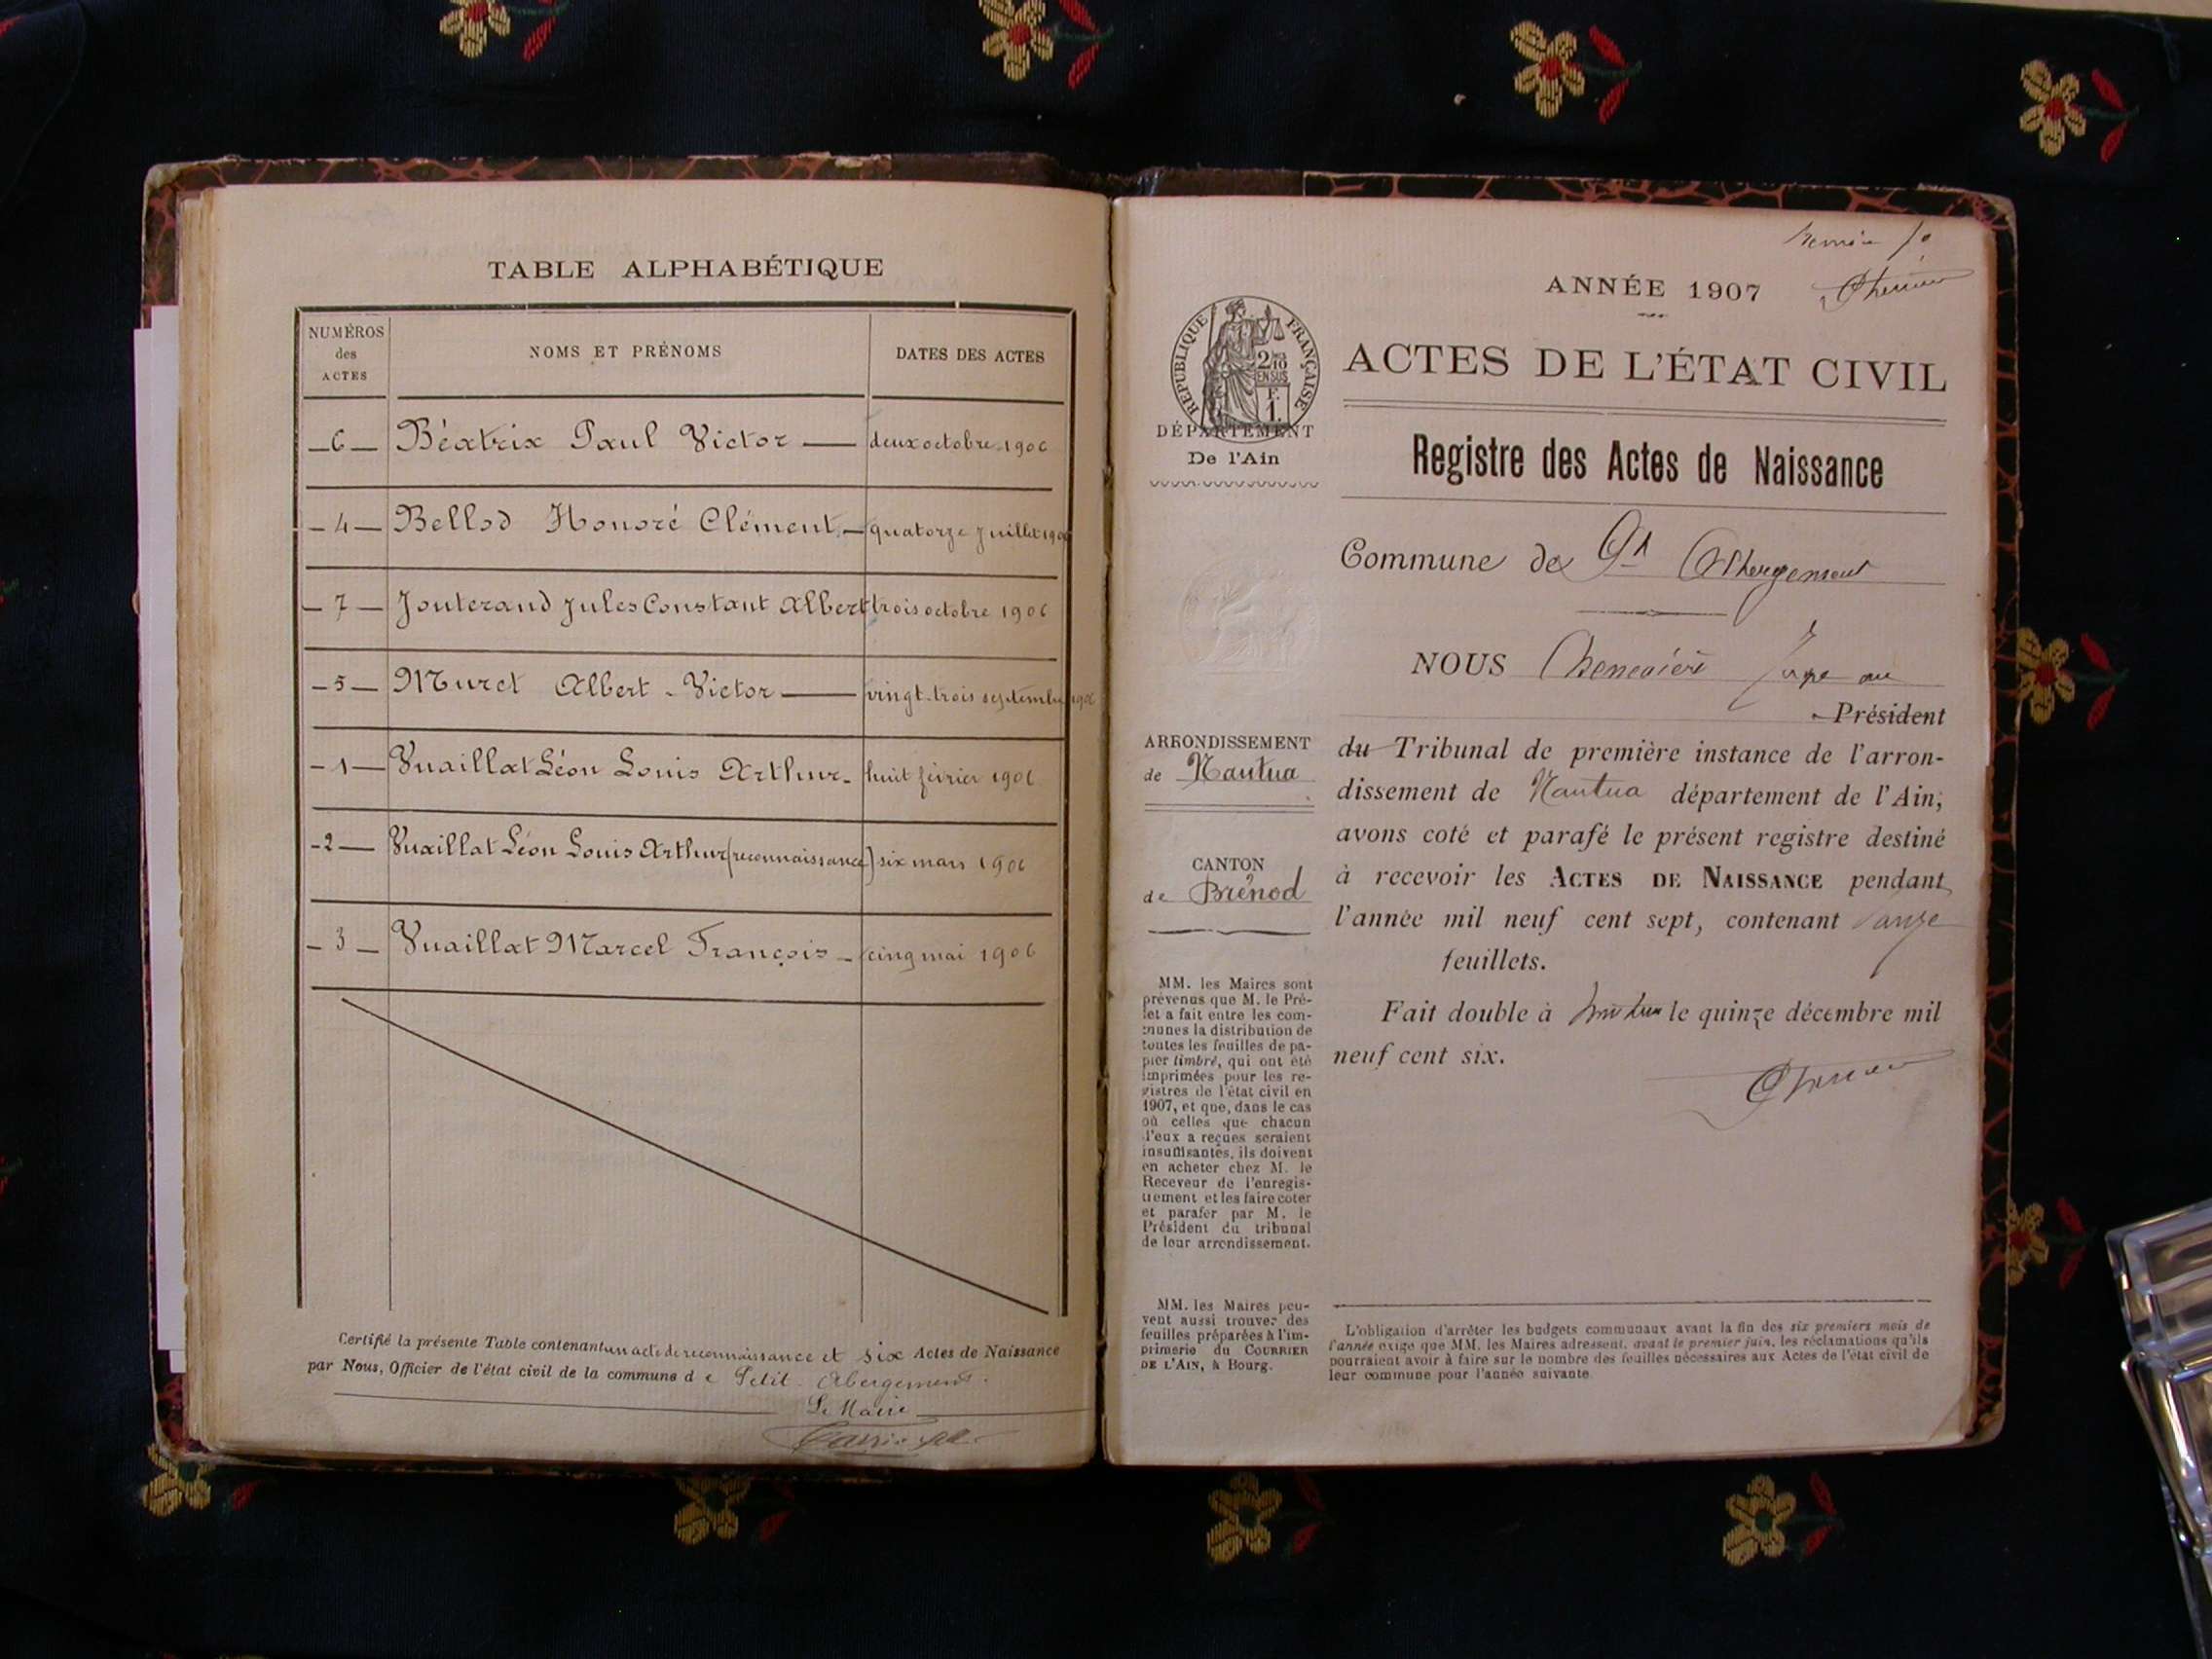 TABLE ALPHABÉTIQUE
NUMÉROS
des
ACTES
NOMS ET PRÉNOMS
DATES DES ACTES
— 6 — Béatrix Paul Victor — deux octobre 1906
— 4 — Bellod Honoré Clément — quatorze juillet 1906
— 7 — Jouterand Jules Constant Albert trois octobre 1906
— 5 — Muret Albert - Victor — vingt-trois septembre 1906
— 1 — Vuaillat Léon Louis Arthur - huit février 1906
- 2 — Vuaillat Léon Louis Arthur (reconnaissance) six mars 1906
— 3 — Vuaillat Marcel François — cinq mai 1906
Certifié la présente Table contenant un acte de reconnaissance et six Actes de Naissance
par Nous, Officier de l'état civil de la commune de Petit-Abergement.
Le Maire
ANNÉE 1907
RÉPUBLIQUE FRANÇAISE
2/10
EN SUS
F.
1.
DÉPARTEMENT
De l'Ain
ACTES DE L'ÉTAT CIVIL
Registre des Actes de Naissance
Commune de Abergement
NOUS Juge au
Président
du Tribunal de première instance de l'arron-
dissement de Nantua département de l'Ain;
avons coté et parafé le présent registre destiné
à recevoir les ACTES DE NAISSANCE pendant
l'année mil neuf cent sept, contenant
feuillets.
Fait double à Nantua le quinze décembre mil
neuf cent six.
ARRONDISSEMENT
de Nantua
CANTON
de Brénod
MM. les Maires sont
prévenus que M. le Pré-
fet a fait entre les com-
munes la distribution de
toutes les feuilles de pa-
pier timbré, qui ont été
imprimées pour les re-
gistres de l'état civil en
1907, et que, dans le cas
où celles que chacun
d'eux a reçues seraient
insuffisantes, ils doivent
en acheter chez M. le
Receveur de l'enregis-
trement et les faire coter
et parafer par M. le
Président du tribunal
de leur arrondissement.
MM. les Maires peu-
vent aussi trouver des
feuilles préparées à l'im-
primerie du COURRIER
DE L'AIN, à Bourg.
L'obligation d'arrêter les budgets communaux avant la fin des six premiers mois de
l'année exige que MM. les Maires adressent, avant le premier juin, les réclamations qu'ils
pourraient avoir à faire sur le nombre des feuilles nécessaires aux Actes de l'état civil de
leur commune pour l'année suivante.